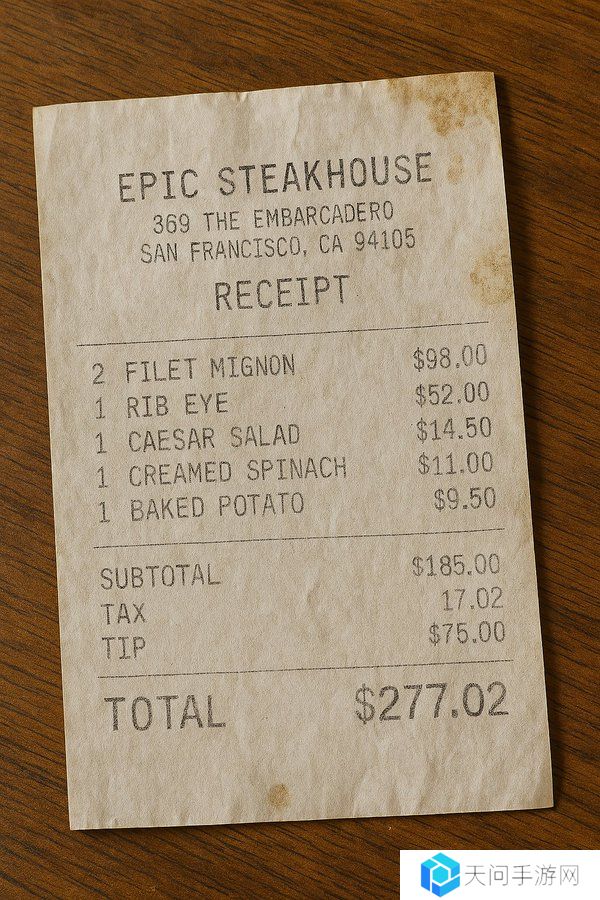 EPIC STEAKHOUSE
369 THE EMBARCADERO
SAN FRANCISCO, CA 94105
RECEIPT
2 FILET MIGNON $98.00
1 RIB EYE $52.00
1 CAESAR SALAD $14.50
1 CREAMED SPINACH $11.00
1 BAKED POTATO $9.50
SUBTOTAL $185.00
TAX 17.02
TIP $75.00
TOTAL $277.02
天问手游网